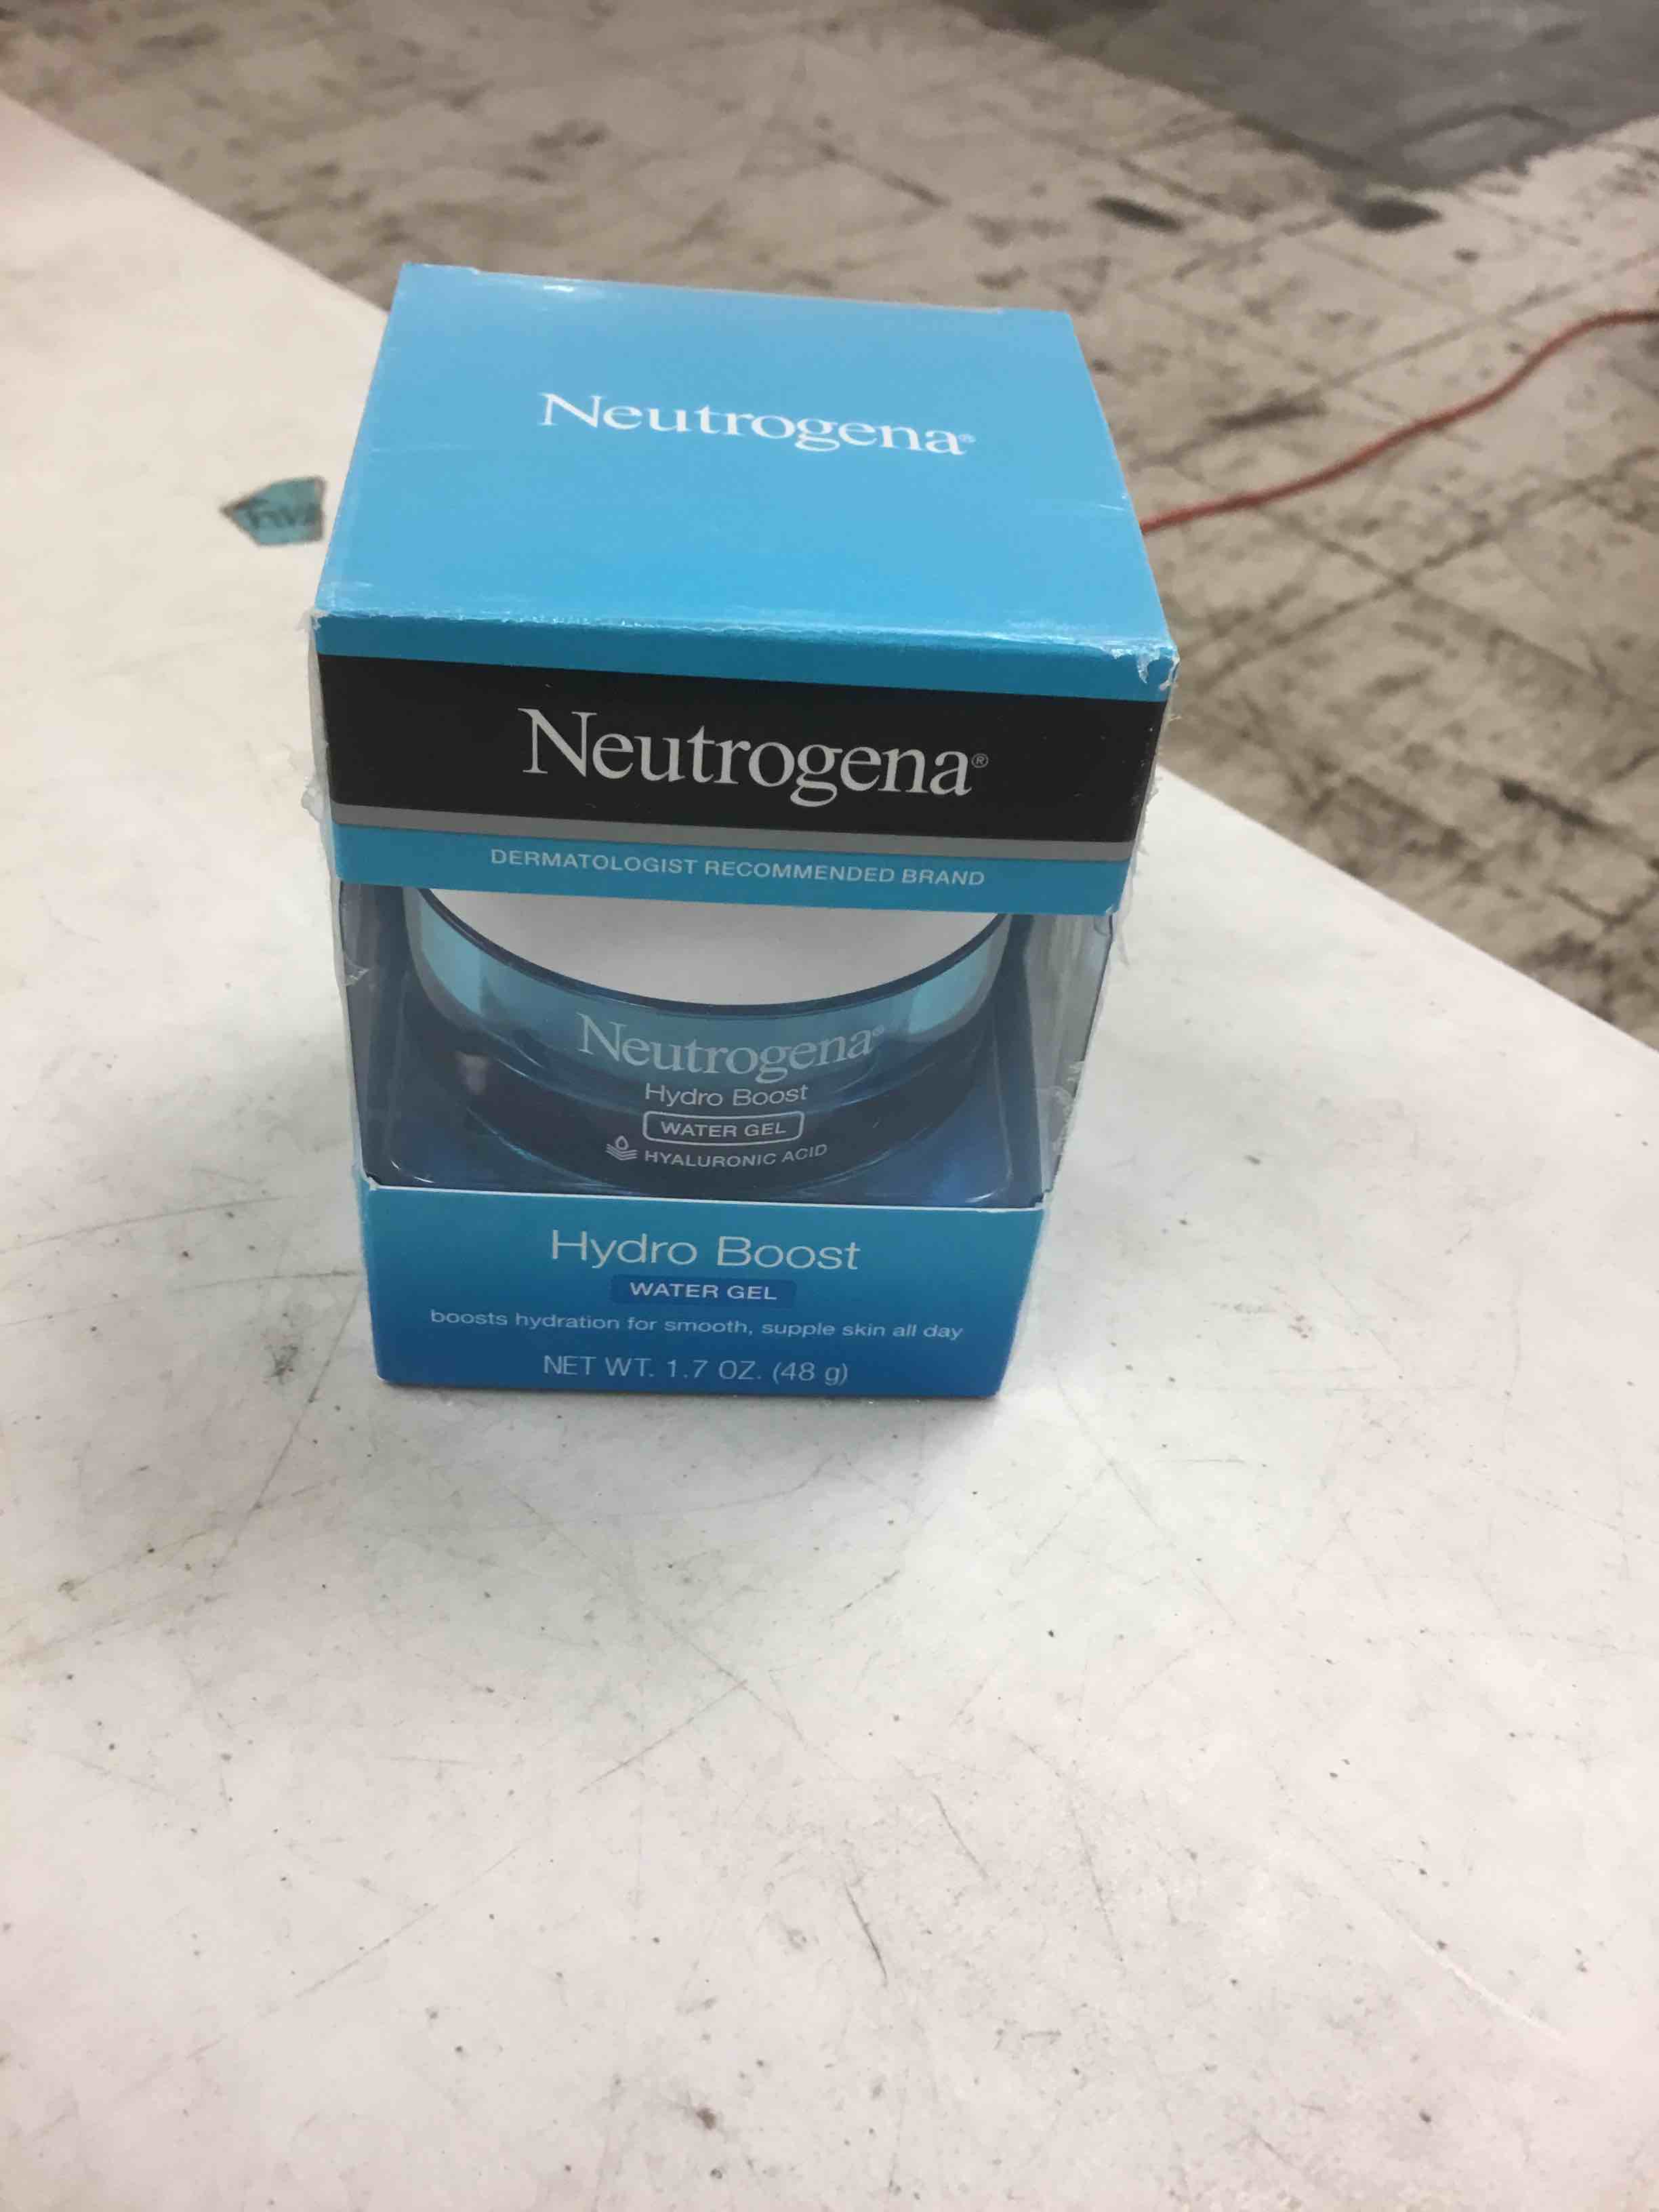 Neutrogena®
Neutrogena®
DERMATOLOGIST RECOMMENDED BRAND
Neutrogena®
Hydro Boost
WATER GEL
HYALURONIC ACID
Hydro Boost
WATER GEL
boosts hydration for smooth, supple skin all day
NET WT. 1.7 OZ. (48 g)